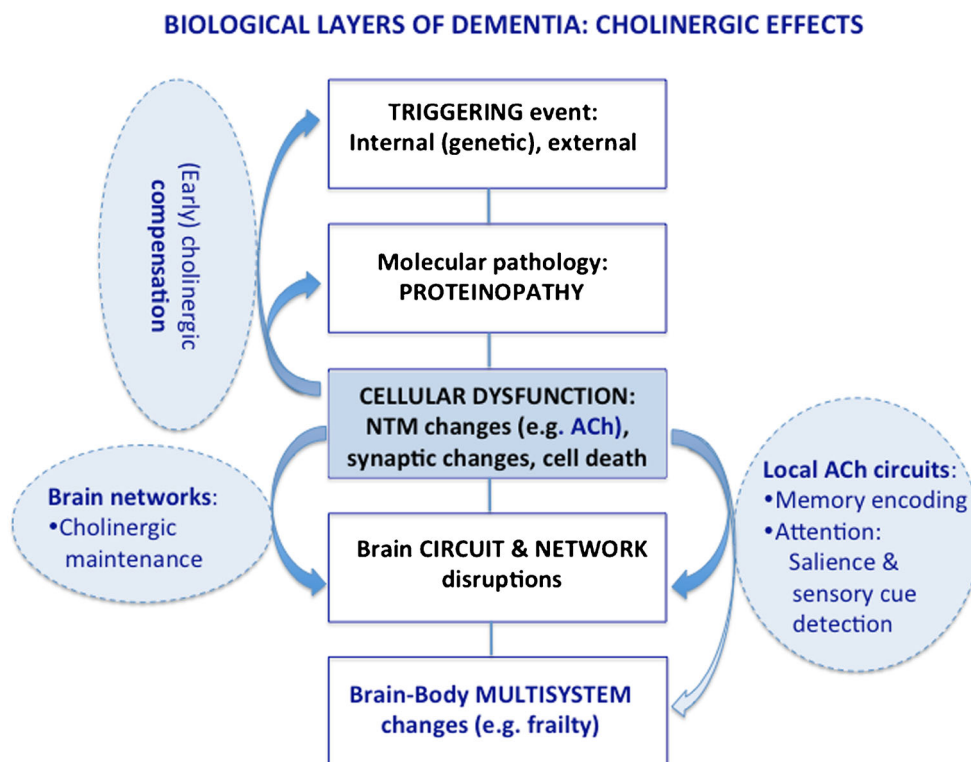 BIOLOGICAL LAYERS OF DEMENTIA: CHOLINERGIC EFFECTS
TRIGGERING event:
Internal (genetic), external
(Early) cholinergic
compensation
Molecular pathology:
PROTEINOPATHY
CELLULAR DYSFUNCTION:
NTM changes (e.g. ACh),
synaptic changes, cell death
Brain networks:
•Cholinergic
maintenance
Local ACh circuits:
•Memory encoding
•Attention:
Salience &
sensory cue
detection
Brain CIRCUIT & NETWORK
disruptions
Brain-Body MULTISYSTEM
changes (e.g. frailty)